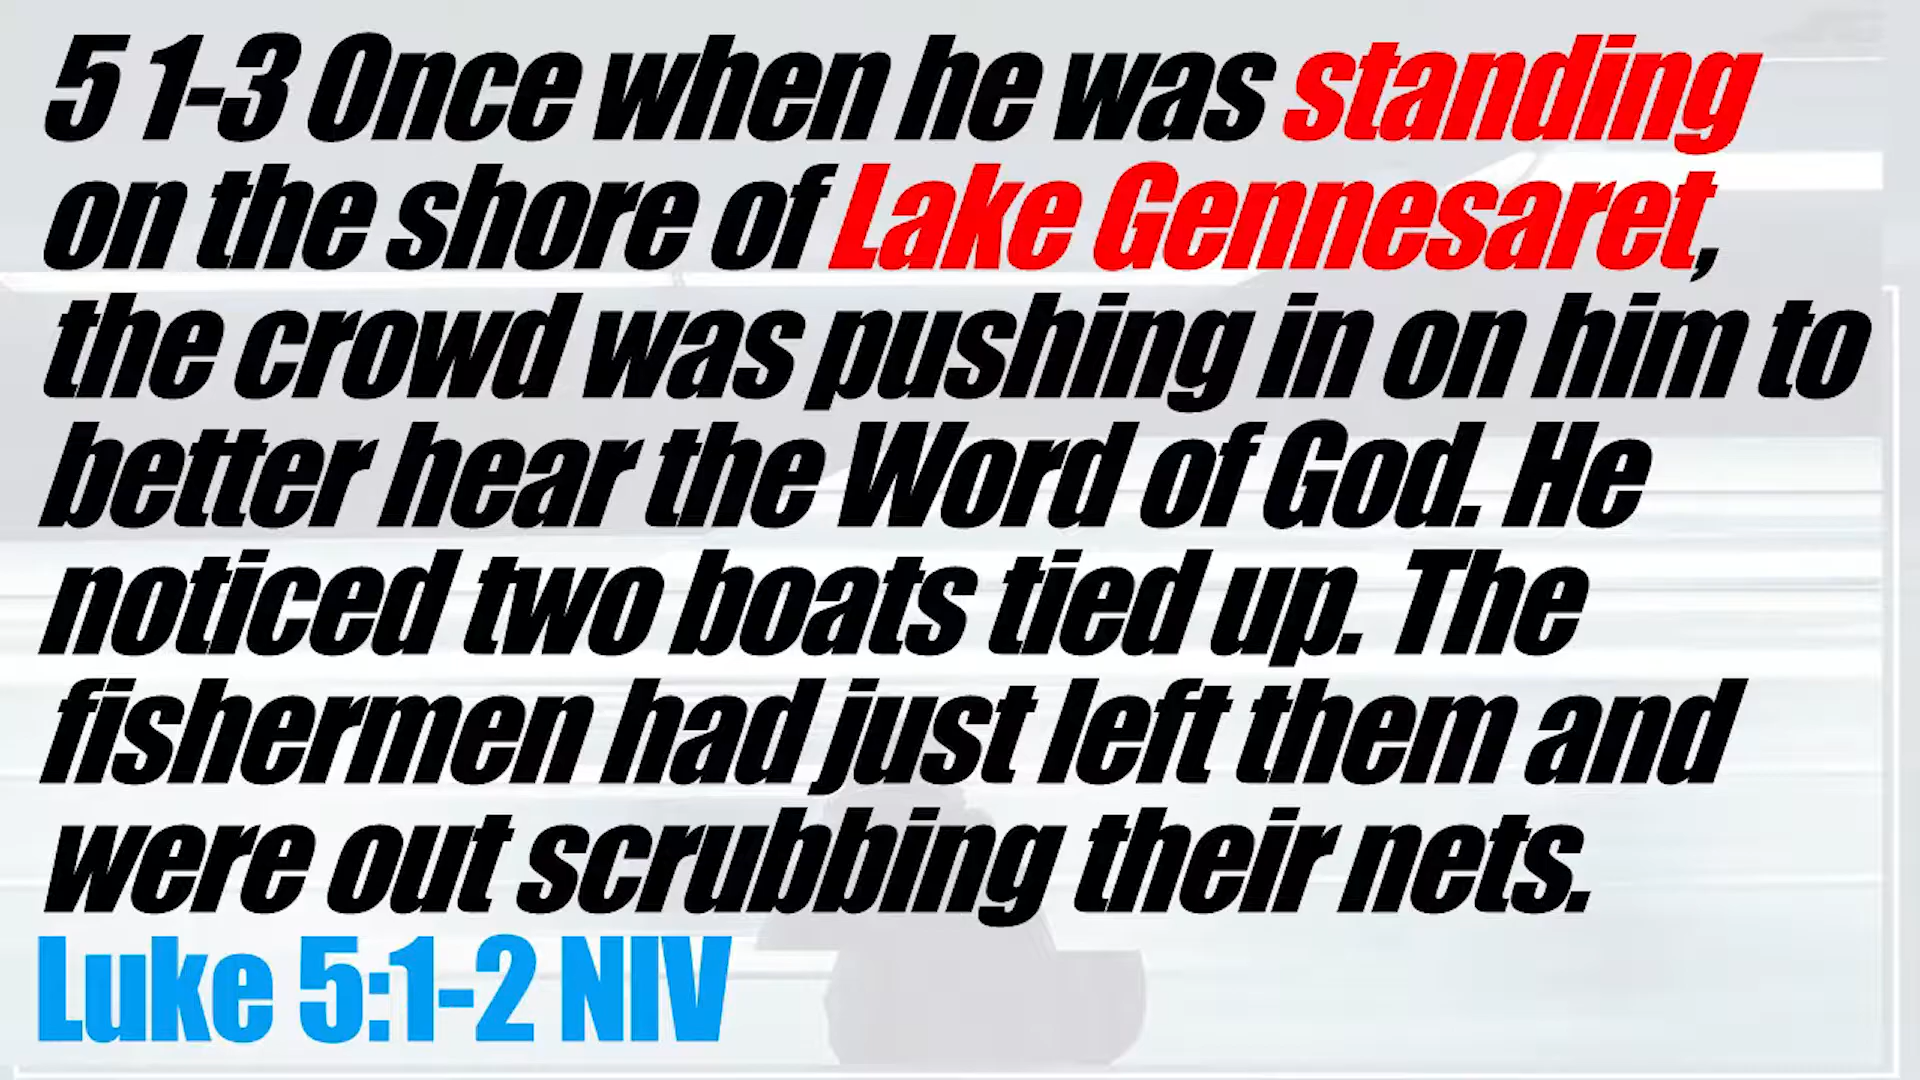 5 1-3 Once when he was standing
on the shore of Lake Gennesaret,
the crowd was pushing in on him to
better hear the Word of God. He
noticed two boats tied up. The
fishermen had just left them and
were out scrubbing their nets.
Luke 5:1-2 NIV